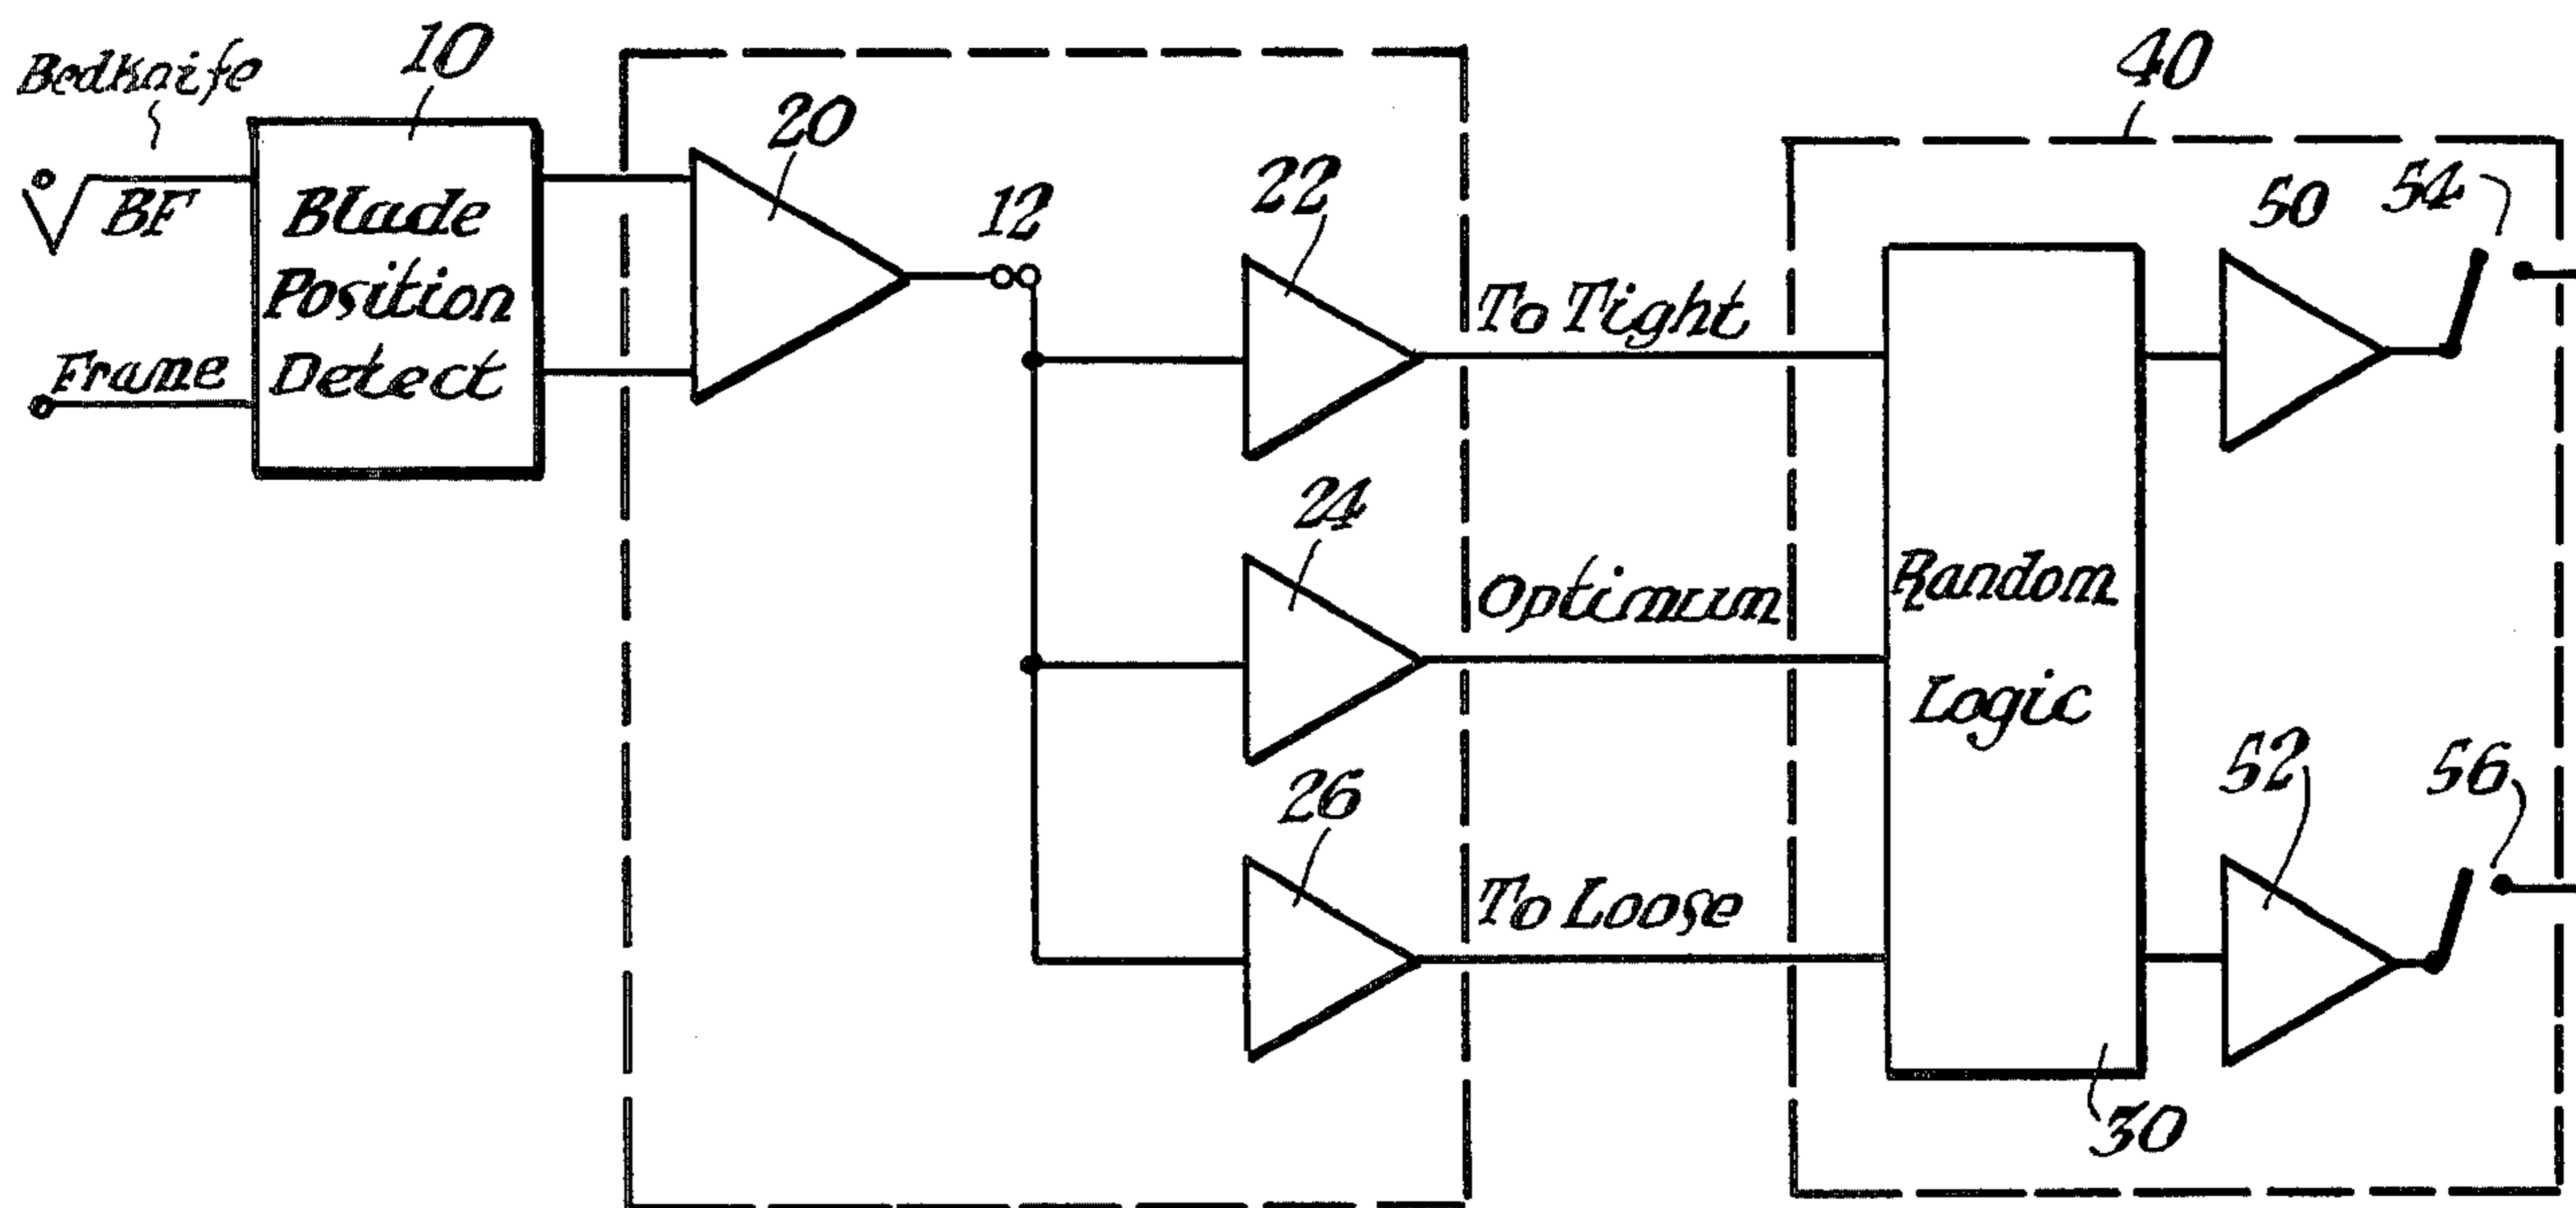 Bedknife
10
BF
Blade
Position
Detect
Frame
20
12
22
24
26
To Tight
Optimum
To Loose
40
Random
Logic
30
50
54
52
56